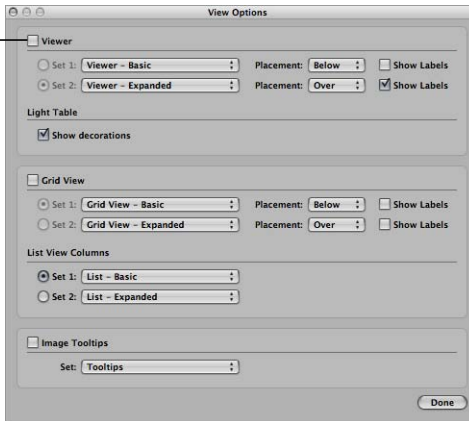 View Options
Viewer
Set 1: Viewer – Basic Placement: Below Show Labels
Set 2: Viewer – Expanded Placement: Over Show Labels
Light Table
Show decorations
Grid View
Set 1: Grid View – Basic Placement: Below Show Labels
Set 2: Grid View – Expanded Placement: Over Show Labels
List View Columns
Set 1: List – Basic
Set 2: List – Expanded
Image Tooltips
Set: Tooltips
Done